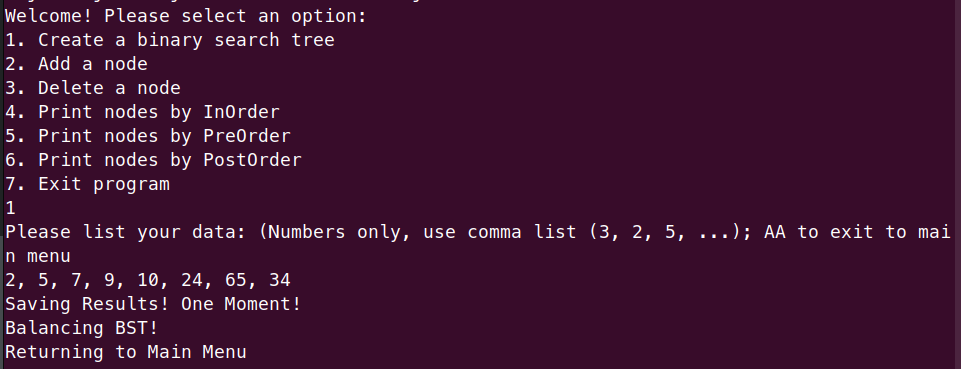 Welcome! Please select an option:
1. Create a binary search tree
2. Add a node
3. Delete a node
4. Print nodes by InOrder
5. Print nodes by PreOrder
6. Print nodes by PostOrder
7. Exit program
1
Please list your data: (Numbers only, use comma list (3, 2, 5, ...); AA to exit to mai
n menu
2, 5, 7, 9, 10, 24, 65, 34
Saving Results! One Moment!
Balancing BST!
Returning to Main Menu